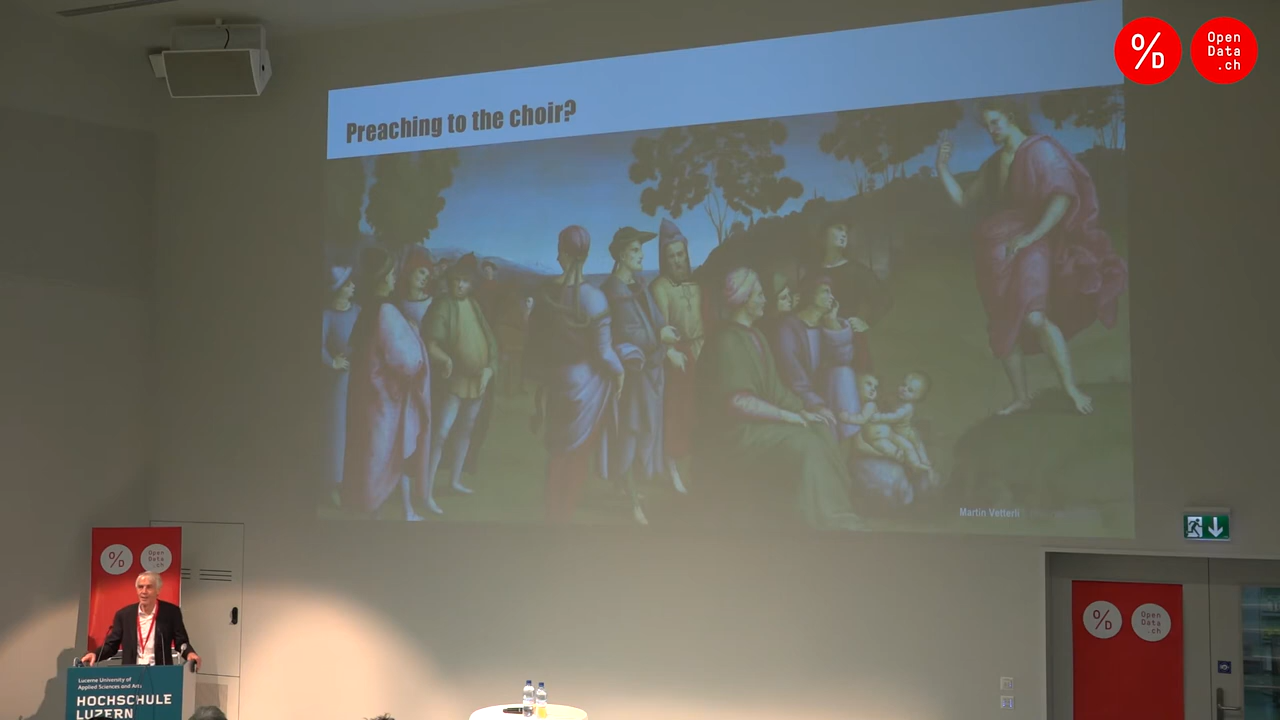 %D
Open
Data
.ch
Preaching to the choir?
Martin Vetterli
%D
Open
Data
.ch
Lucerne University of
Applied Sciences and Arts
HOCHSCHULE
LUZERN
%D
Open
Data
.ch